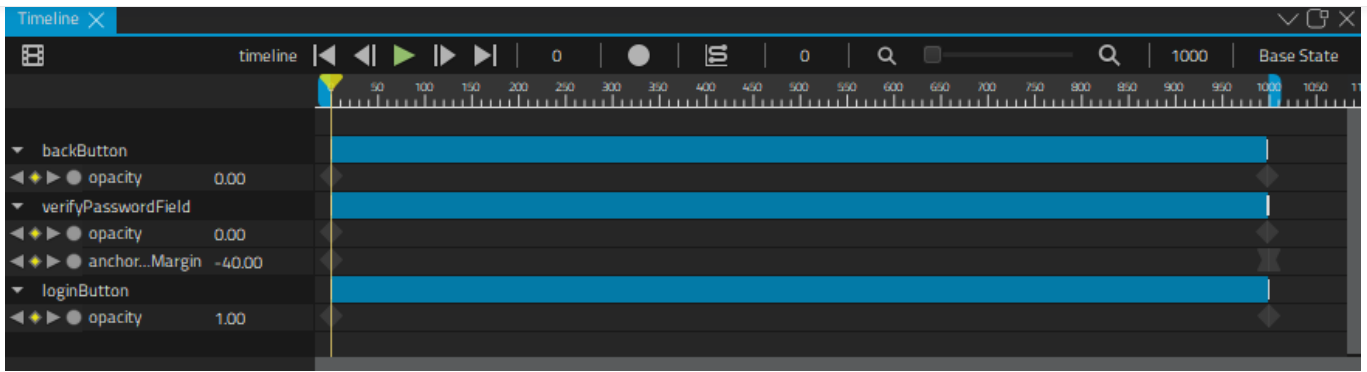 Timeline
timeline 0 0 1000 Base State
50 100 150 200 250 300 350 400 450 500 550 600 650 700 750 800 850 900 950 1000 1050 11
backButton
opacity 0.00
verifyPasswordField
opacity 0.00
anchor...Margin -40.00
loginButton
opacity 1.00